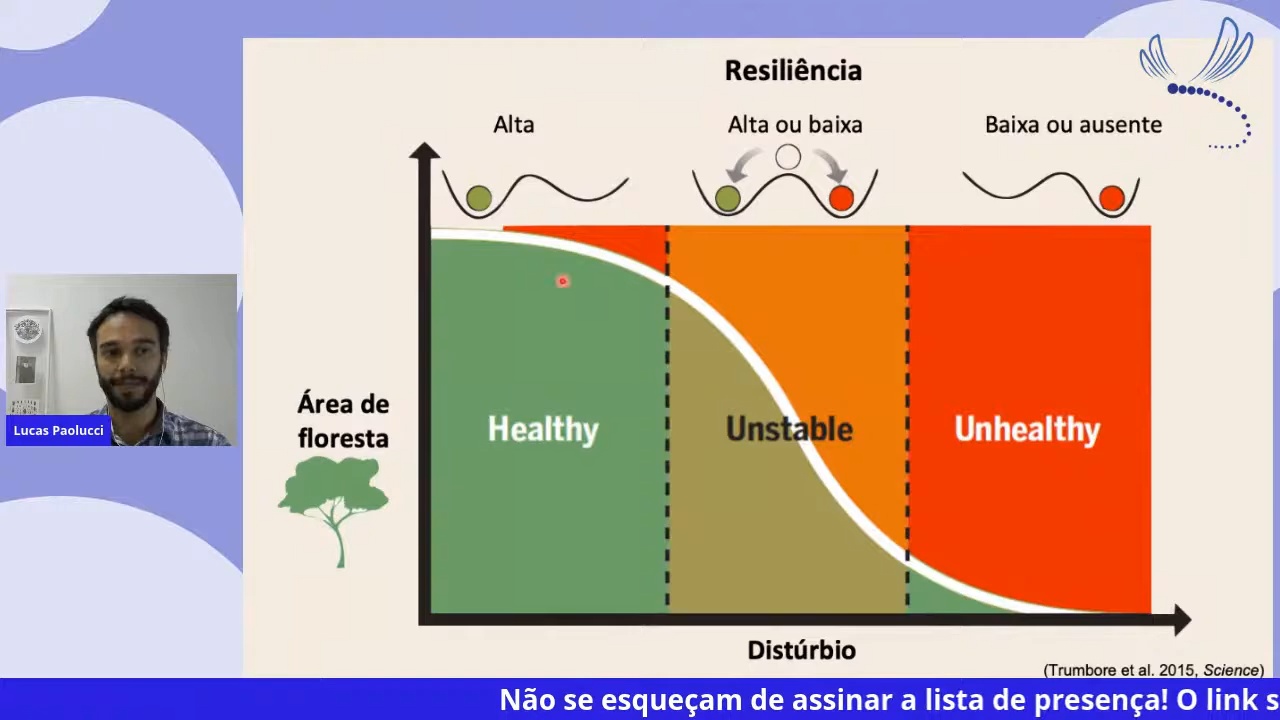 Resiliência
Alta
Alta ou baixa
Baixa ou ausente
Área de
floresta
Healthy
Unstable
Unhealthy
Distúrbio
(Trumbore et al. 2015, Science)
Lucas Paolucci
Não se esqueçam de assinar a lista de presença! O link s